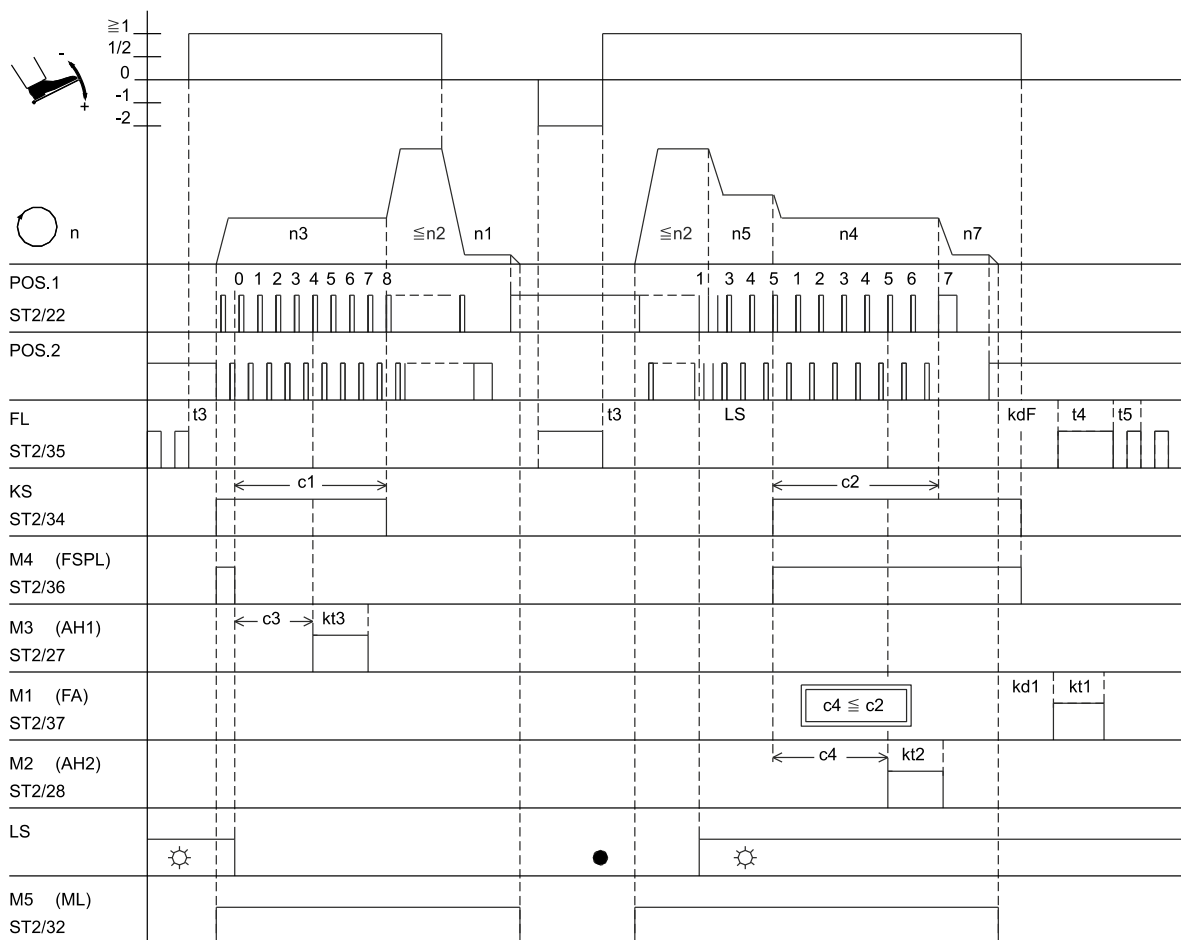 ≧1
1/2
0
-1
-2
-
+
n
n3
≦n2
n1
≦n2
n5
n4
n7
POS.1
ST2/22
0 1 2 3 4 5 6 7 8
1 3 4 5 1 2 3 4 5 6 7
POS.2
FL
ST2/35
t3
t3
LS
kdF
t4
t5
KS
ST2/34
c1
c2
M4 (FSPL)
ST2/36
M3 (AH1)
ST2/27
c3
kt3
M1 (FA)
ST2/37
c4 ≦ c2
kd1
kt1
M2 (AH2)
ST2/28
c4
kt2
LS
M5 (ML)
ST2/32